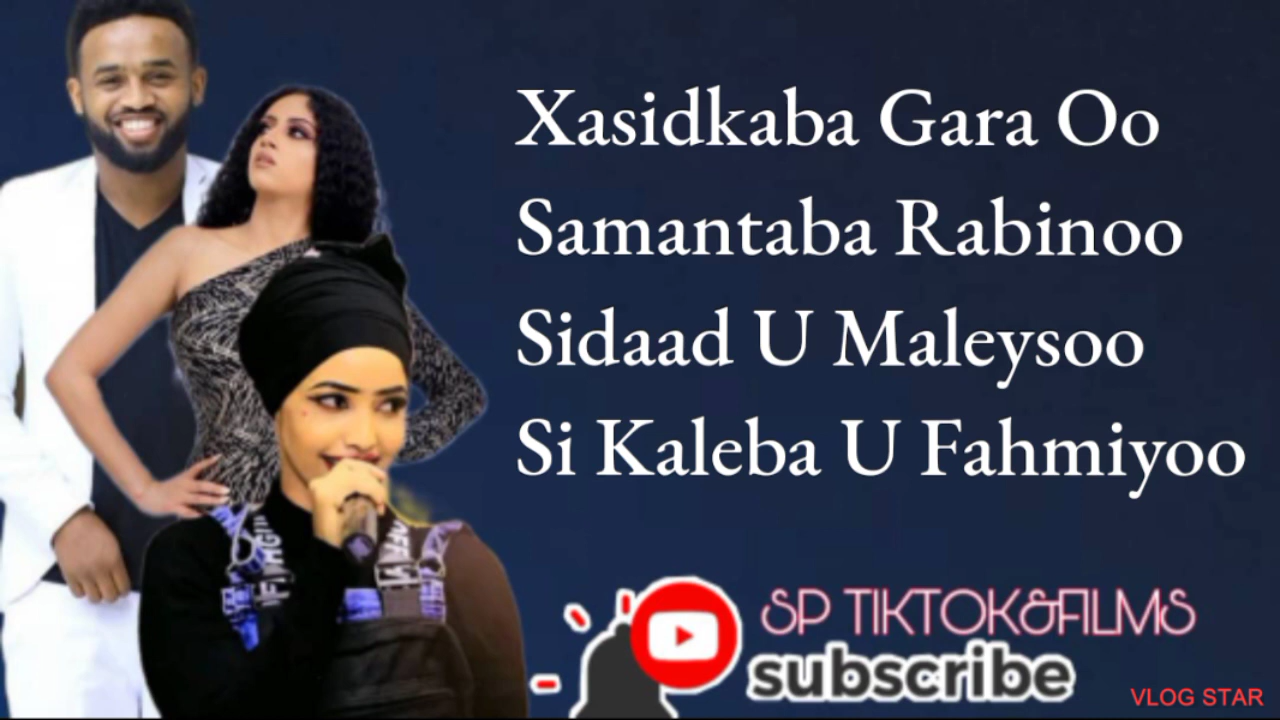 Xasidkaba Gara Oo
Samantaba Rabinoo
Sidaad U Maleysoo
Si Kaleba U Fahmiyoo
SP TIKTOK&FILMS
subscribe
VLOG STAR